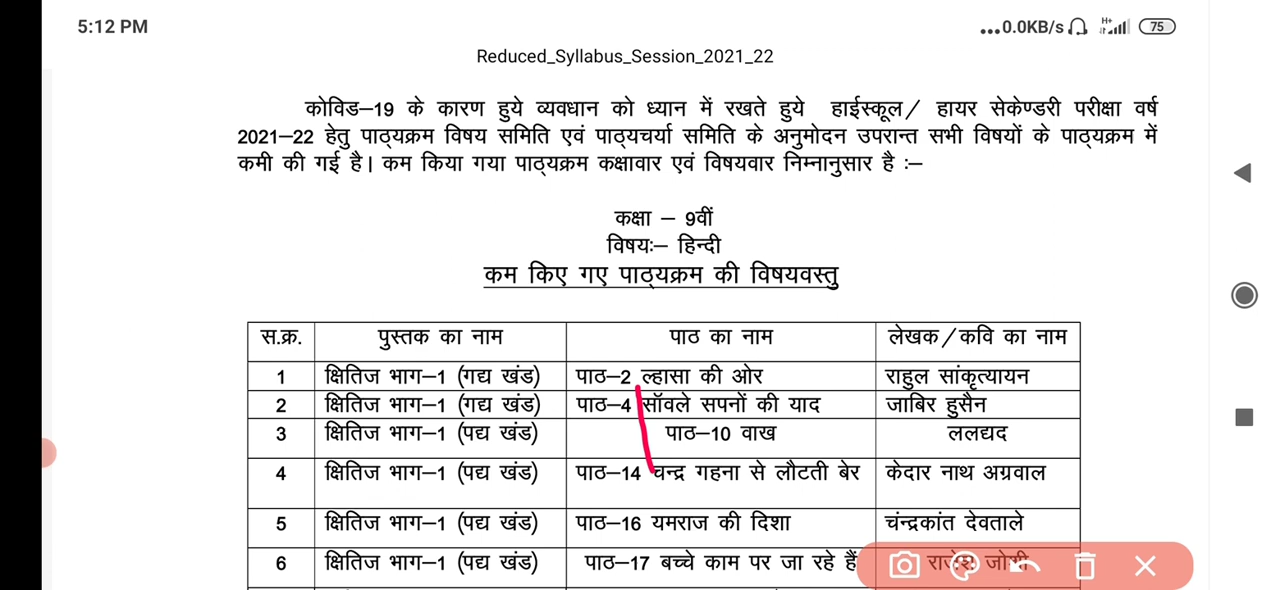 5:12 PM
...0.0KB/s H+ 75
Reduced_Syllabus_Session_2021_22
कोविड–19 के कारण हुये व्यवधान को ध्यान में रखते हुये हाईस्कूल/ हायर सेकेण्डरी परीक्षा वर्ष
2021–22 हेतु पाठ्यक्रम विषय समिति एवं पाठ्यचर्या समिति के अनुमोदन उपरान्त सभी विषयों के पाठ्यक्रम में
कमी की गई है। कम किया गया पाठ्यक्रम कक्षावार एवं विषयवार निम्नानुसार है :–
कक्षा – 9वीं
विषयः– हिन्दी
कम किए गए पाठ्यक्रम की विषयवस्तु
स.क्र. पुस्तक का नाम पाठ का नाम लेखक/कवि का नाम
1 क्षितिज भाग–1 (गद्य खंड) पाठ–2 ल्हासा की ओर राहुल सांकृत्यायन
2 क्षितिज भाग–1 (गद्य खंड) पाठ–4 सॉवले सपनों की याद जाबिर हुसैन
3 क्षितिज भाग–1 (पद्य खंड) पाठ–10 वाख ललद्यद
4 क्षितिज भाग–1 (पद्य खंड) पाठ–14 चन्द्र गहना से लौटती बेर केदार नाथ अग्रवाल
5 क्षितिज भाग–1 (पद्य खंड) पाठ–16 यमराज की दिशा चंन्द्रकांत देवताले
6 क्षितिज भाग–1 (पद्य खंड) पाठ–17 बच्चे काम पर जा रहे हैं राजेश जोशी